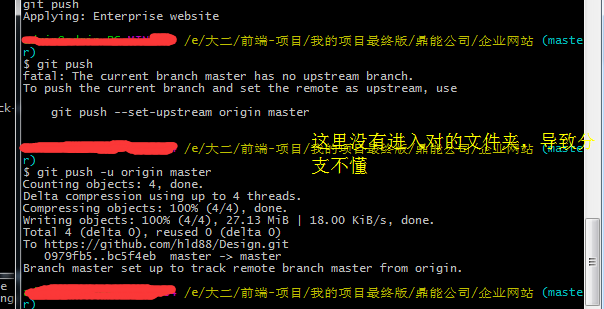 git push
Applying: Enterprise website
/e/大二/前端-项目/我的项目最终版/鼎能公司/企业网站 (maste
r)
$ git push
fatal: The current branch master has no upstream branch.
To push the current branch and set the remote as upstream, use
git push --set-upstream origin master
/e/大二/前端-项目/我的项目最终版/鼎能公司/企业网站 (maste
r)
这里没有进入对的文件夹，导致分
支不懂
$ git push -u origin master
Counting objects: 4, done.
Delta compression using up to 4 threads.
Compressing objects: 100% (4/4), done.
Writing objects: 100% (4/4), 27.13 MiB | 18.00 KiB/s, done.
Total 4 (delta 0), reused 0 (delta 0)
To https://github.com/hld88/Design.git
0979fb5..bc5f4eb master -> master
Branch master set up to track remote branch master from origin.
/e/大二/前端-项目/我的项目最终版/鼎能公司/企业网站 (maste
r)